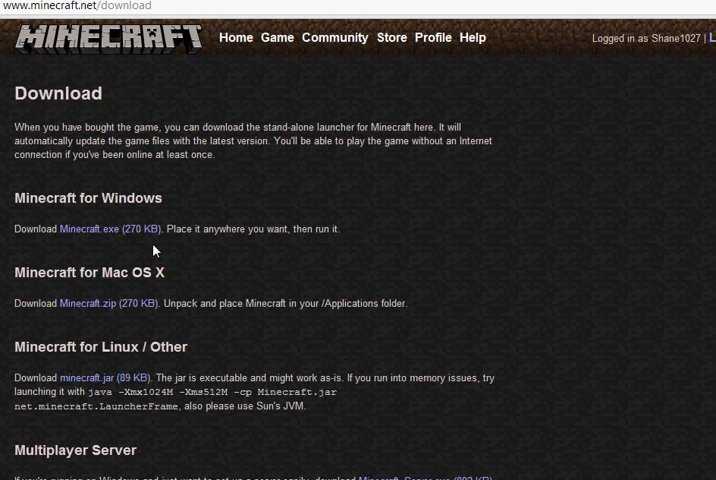 www.minecraft.net/download
MINECRAFT
Home Game Community Store Profile Help
Logged in as Shane1027 |
Download
When you have bought the game, you can download the stand-alone launcher for Minecraft here. It will
automatically update the game files with the latest version. You'll be able to play the game without an Internet
connection if you've been online at least once.
Minecraft for Windows
Download Minecraft.exe (270 KB). Place it anywhere you want, then run it.
Minecraft for Mac OS X
Download Minecraft.zip (270 KB). Unpack and place Minecraft in your /Applications folder.
Minecraft for Linux / Other
Download minecraft.jar (89 KB). The jar is executable and might work as-is. If you run into memory issues, try
launching it with java -Xmx1024M -Xms512M -cp Minecraft.jar
net.minecraft.LauncherFrame, also please use Sun's JVM.
Multiplayer Server